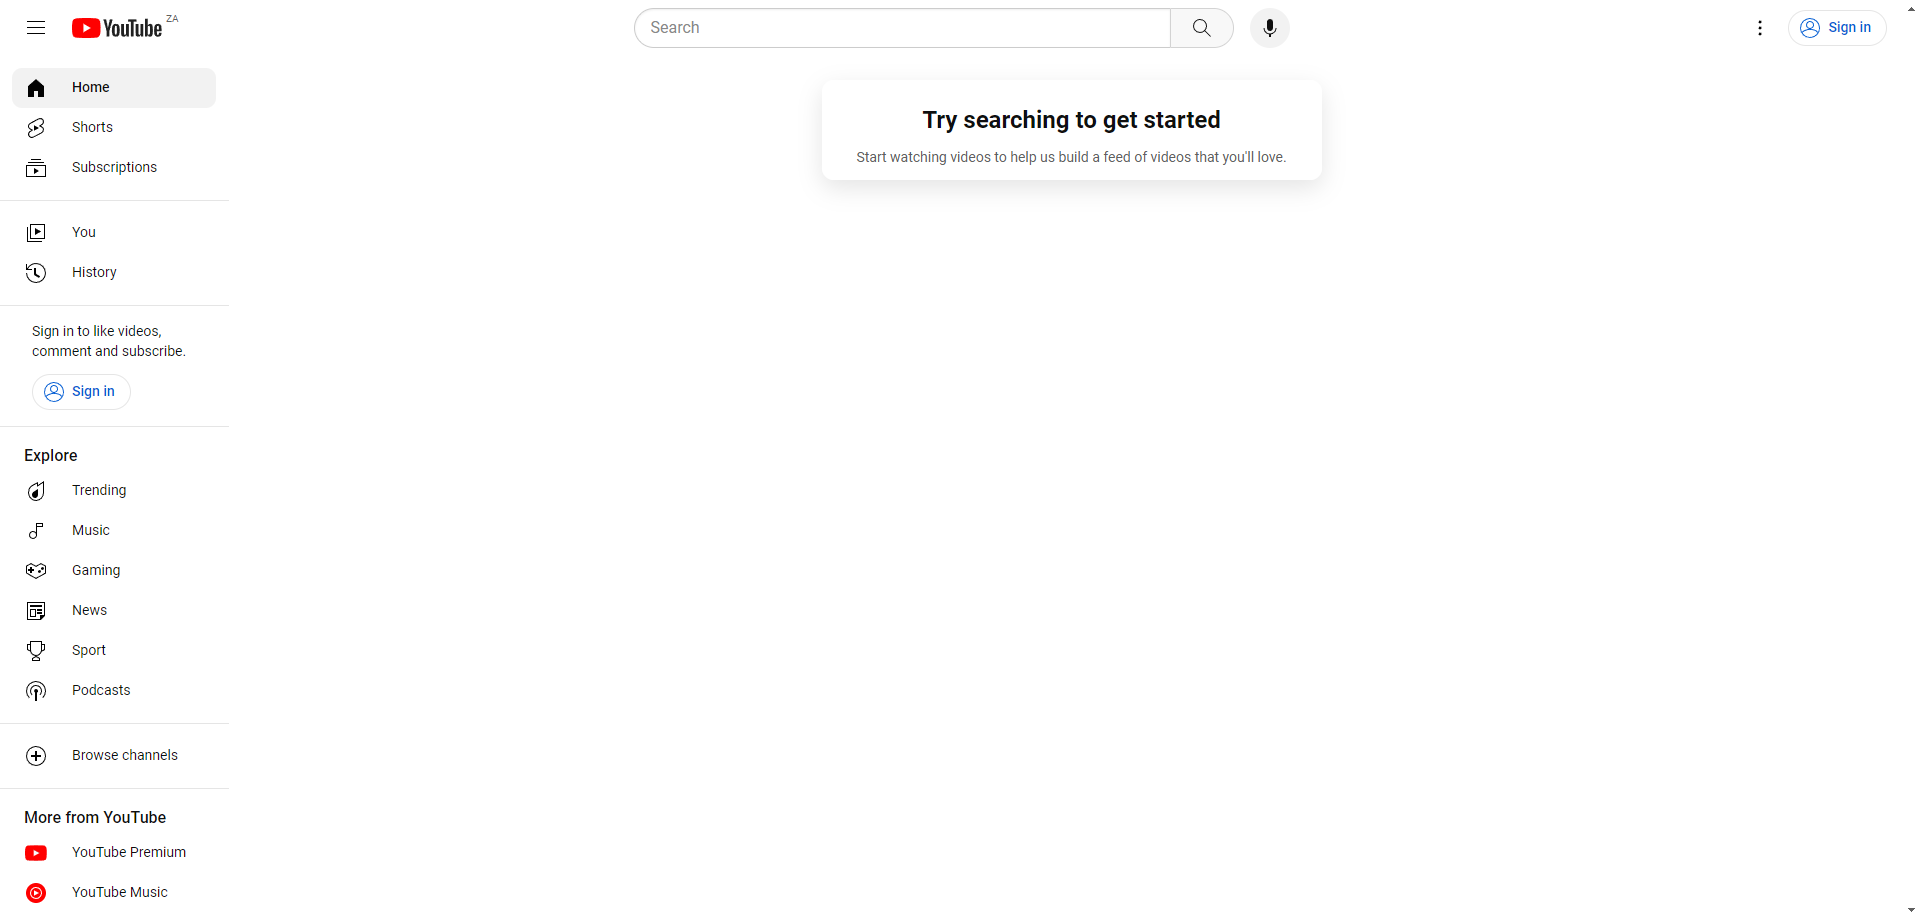 YouTube ZA
Search
Sign in
Home
Shorts
Subscriptions
You
History
Sign in to like videos,
comment and subscribe.
Sign in
Explore
Trending
Music
Gaming
News
Sport
Podcasts
Browse channels
More from YouTube
YouTube Premium
YouTube Music
Try searching to get started
Start watching videos to help us build a feed of videos that you'll love.